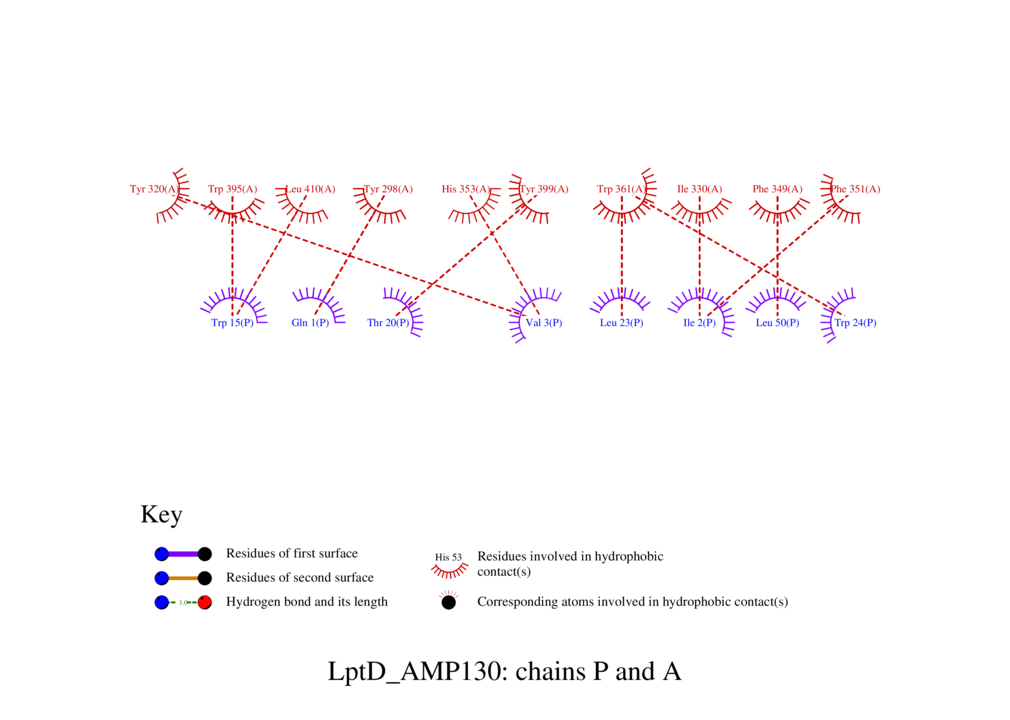 Tyr 320(A) Trp 395(A) Leu 410(A) Tyr 298(A) His 353(A) Tyr 399(A) Trp 361(A) Ile 330(A) Phe 349(A) Phe 351(A)
Trp 15(P) Gln 1(P) Thr 20(P) Val 3(P) Leu 23(P) Ile 2(P) Leu 50(P) Trp 24(P)
Key
Residues of first surface
Residues of second surface
3.0 Hydrogen bond and its length
His 53 Residues involved in hydrophobic
contact(s)
Corresponding atoms involved in hydrophobic contact(s)
LptD_AMP130: chains P and A